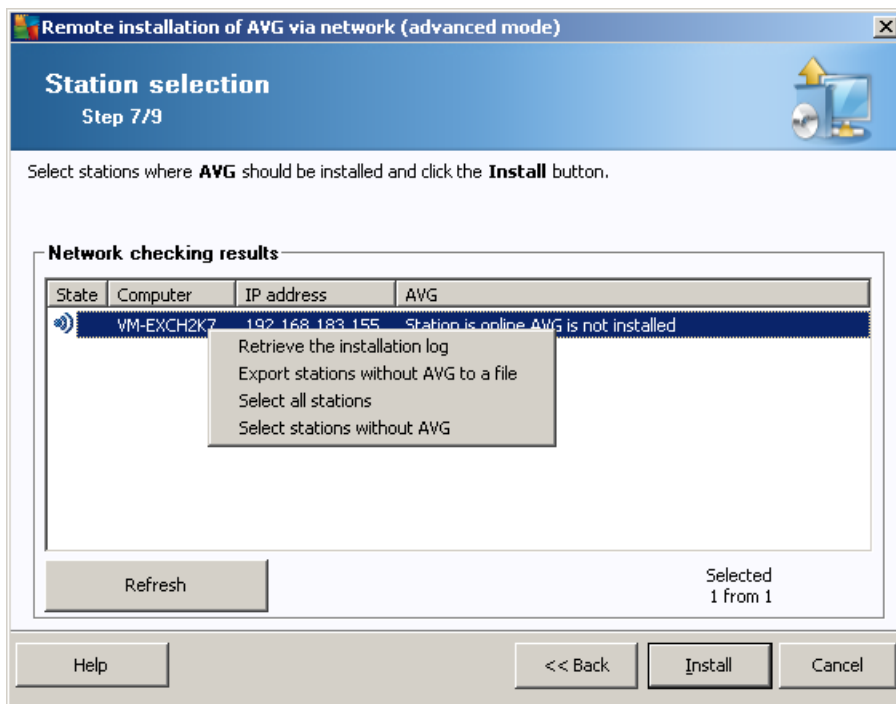 Remote installation of AVG via network (advanced mode)
Station selection
Step 7/9
Select stations where AVG should be installed and click the Install button.
Network checking results
State Computer IP address AVG
VM-EXCH2K7 192.168.183.155 Station is online AVG is not installed
Retrieve the installation log
Export stations without AVG to a file
Select all stations
Select stations without AVG
Refresh
Selected
1 from 1
Help << Back Install Cancel